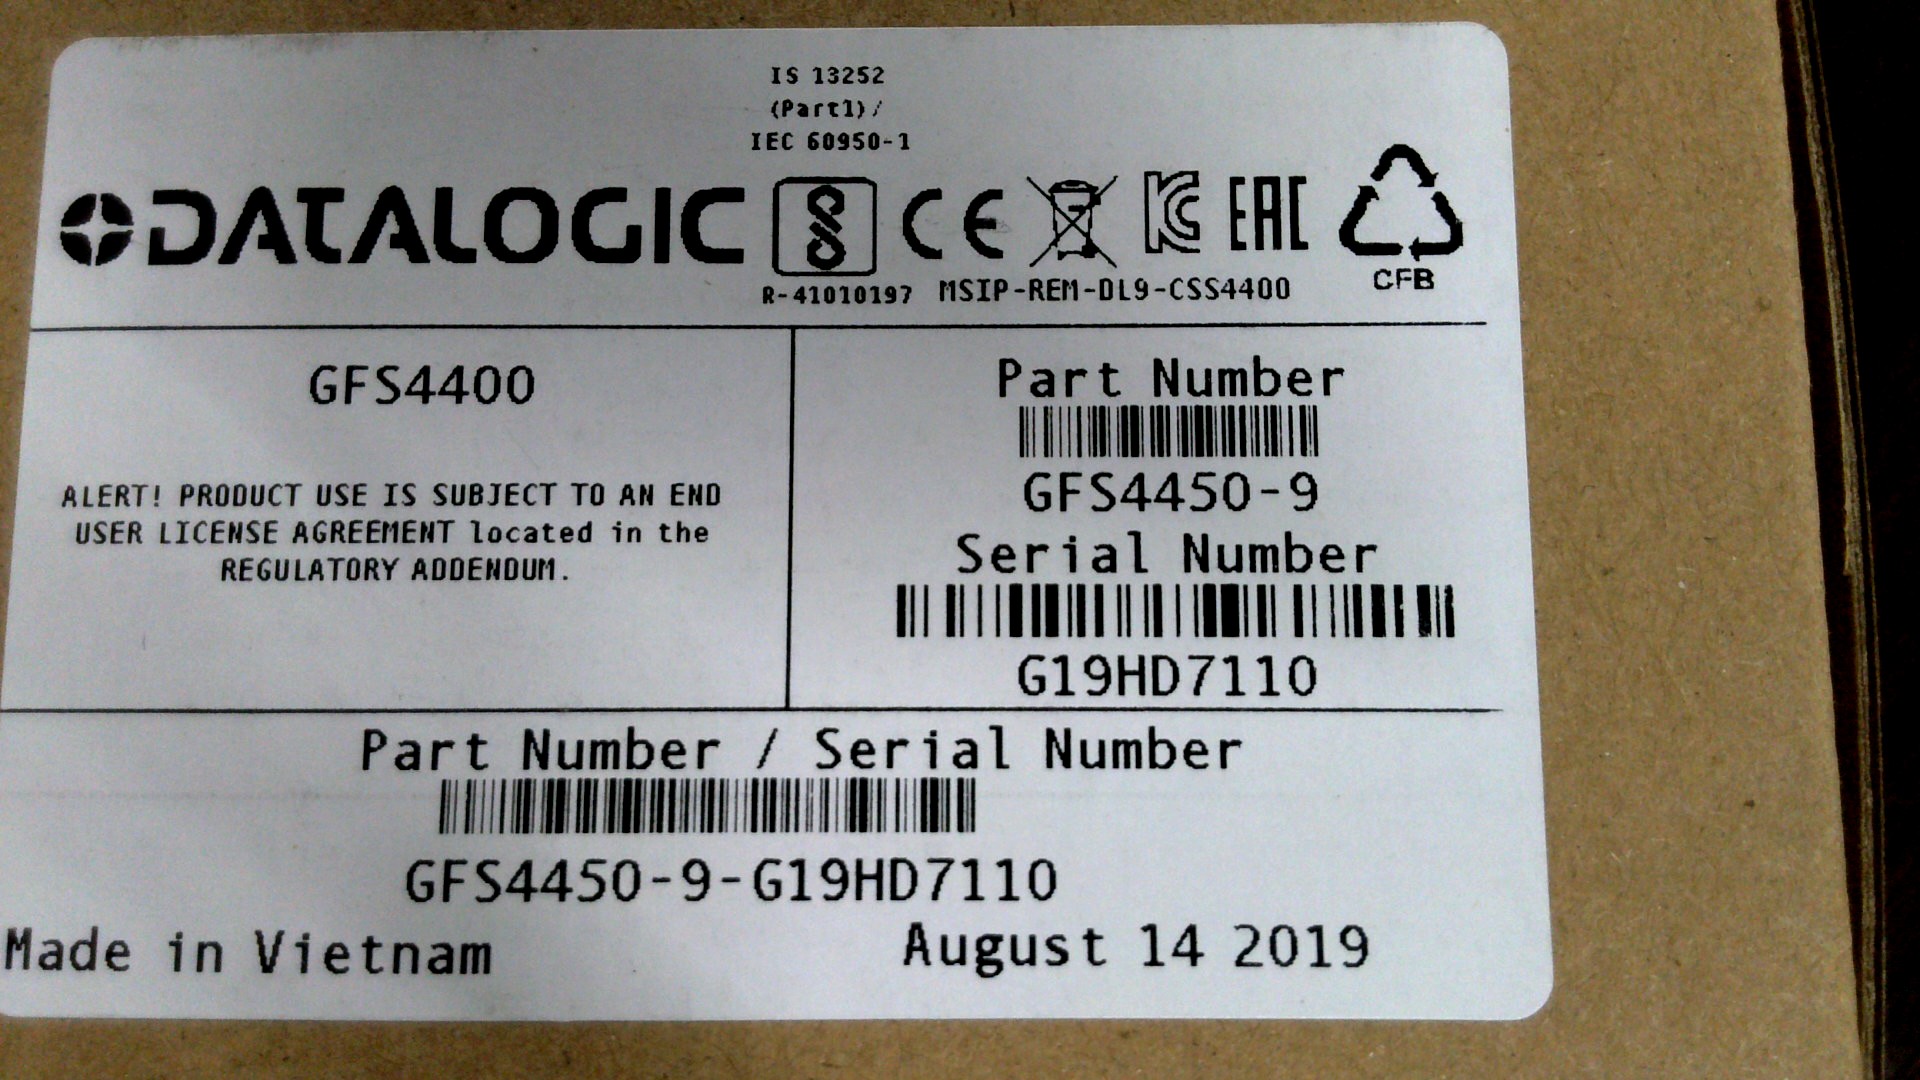 IS 13252
(Part1)/
IEC 60950-1
DATALOGIC CE EAC
R-41010197 MSIP-REM-DL9-CSS4400 CFB
GFS4400
ALERT! PRODUCT USE IS SUBJECT TO AN END
USER LICENSE AGREEMENT located in the
REGULATORY ADDENDUM.
Part Number
GFS4450-9
Serial Number
G19HD7110
Part Number / Serial Number
GFS4450-9-G19HD7110
Made in Vietnam August 14 2019